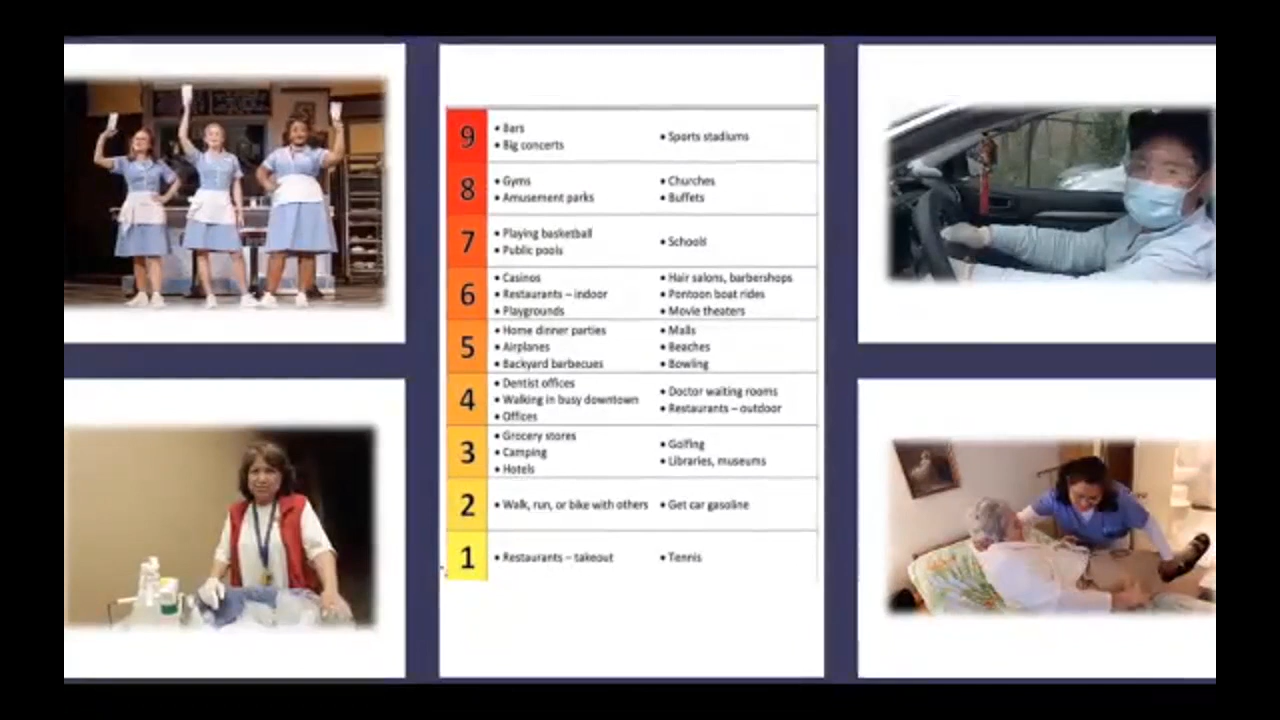 9
• Bars
• Big concerts
• Sports stadiums
8
• Gyms
• Amusement parks
• Churches
• Buffets
7
• Playing basketball
• Public pools
• Schools
6
• Casinos
• Restaurants – indoor
• Playgrounds
• Hair salons, barbershops
• Pontoon boat rides
• Movie theaters
5
• Home dinner parties
• Airplanes
• Backyard barbecues
• Malls
• Beaches
• Bowling
4
• Dentist offices
• Walking in busy downtown
• Offices
• Doctor waiting rooms
• Restaurants – outdoor
3
• Grocery stores
• Camping
• Hotels
• Golfing
• Libraries, museums
2
• Walk, run, or bike with others
• Get car gasoline
1
• Restaurants – takeout
• Tennis